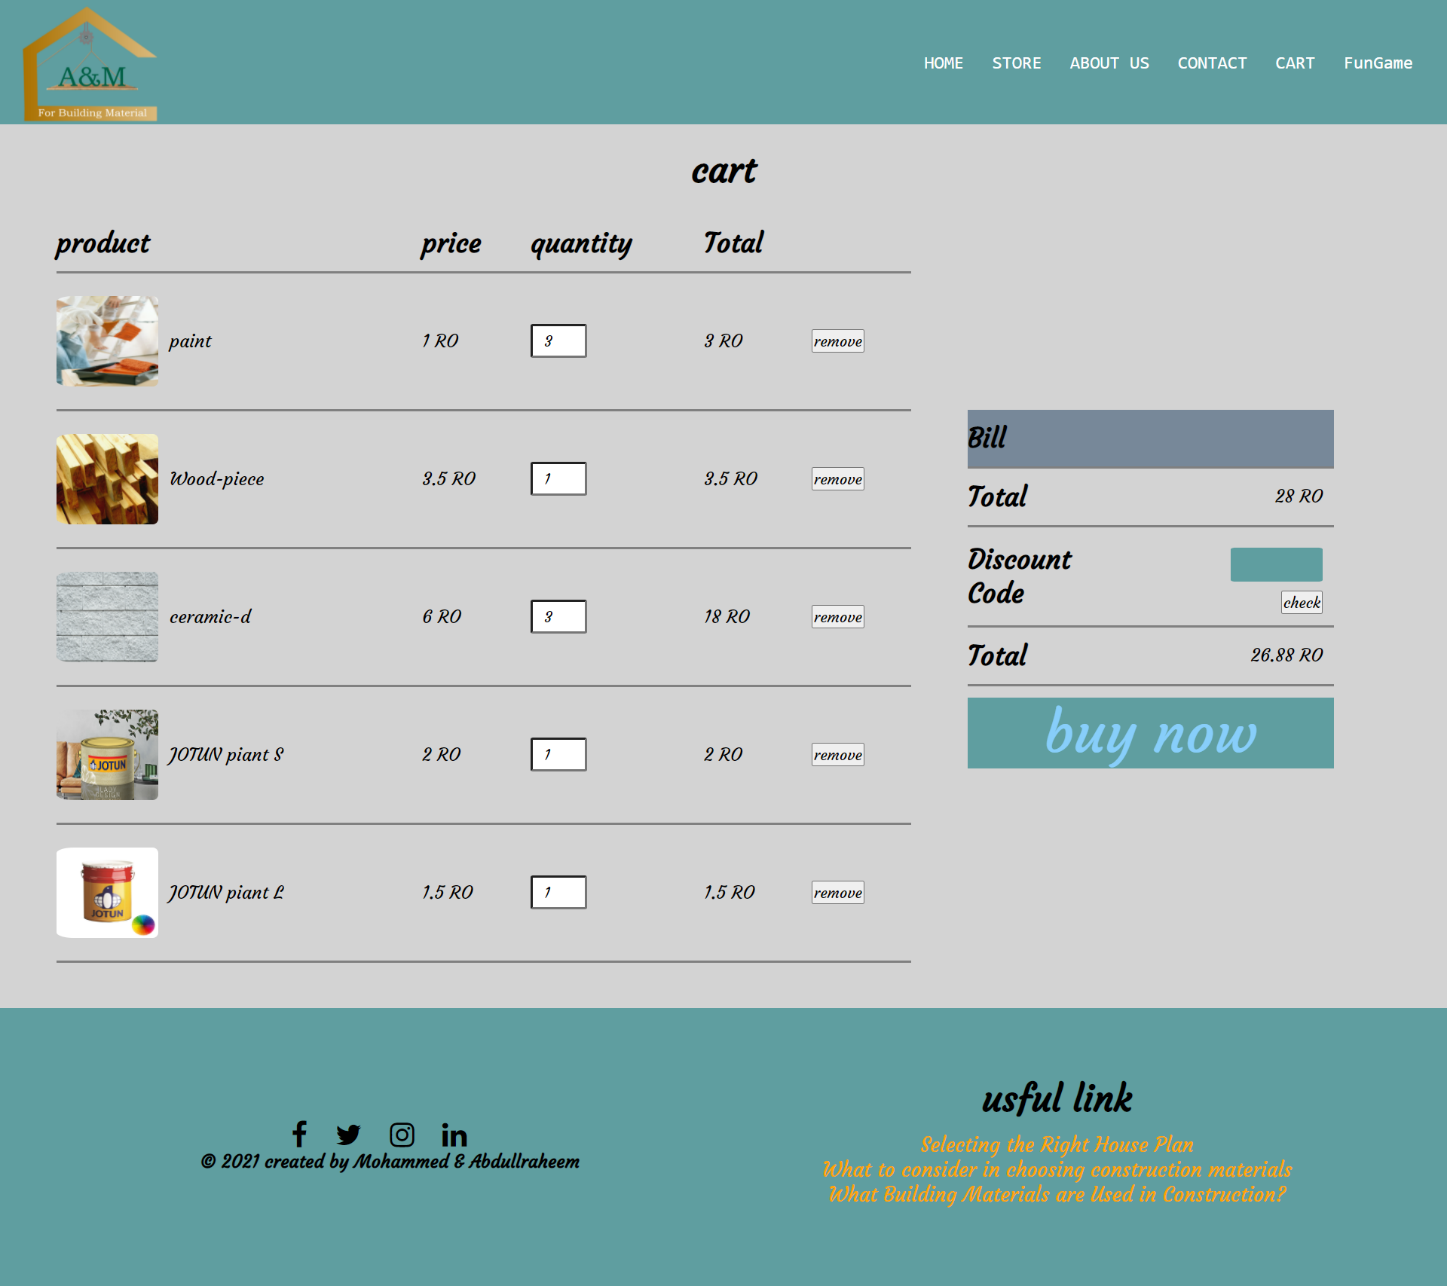 A&M
For Building Material
HOME STORE ABOUT US CONTACT CART FunGame
cart
product price quantity Total
paint 1 RO 3 3 RO remove
Wood-piece 3.5 RO 1 3.5 RO remove
ceramic-d 6 RO 3 18 RO remove
JOTUN
JOTUN piant S 2 RO 1 2 RO remove
JOTUN
JOTUN piant L 1.5 RO 1 1.5 RO remove
Bill
Total 28 RO
Discount
Code
check
Total 26.88 RO
buy now
© 2021 created by Mohammed & Abdullraheem
usful link
Selecting the Right House Plan
What to consider in choosing construction materials
What Building Materials are Used in Construction?